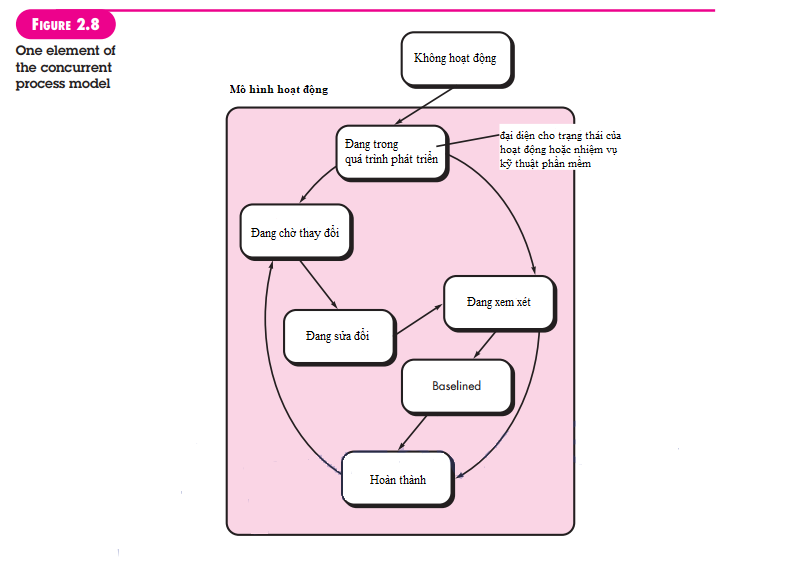 FIGURE 2.8
One element of
the concurrent
process model
Mô hình hoạt động
Không hoạt động
Đang trong
quá trình phát triển
đại diện cho trạng thái của
hoạt động hoặc nhiệm vụ
kỹ thuật phần mềm
Đang chờ thay đổi
Đang xem xét
Đang sửa đổi
Baselined
Hoàn thành